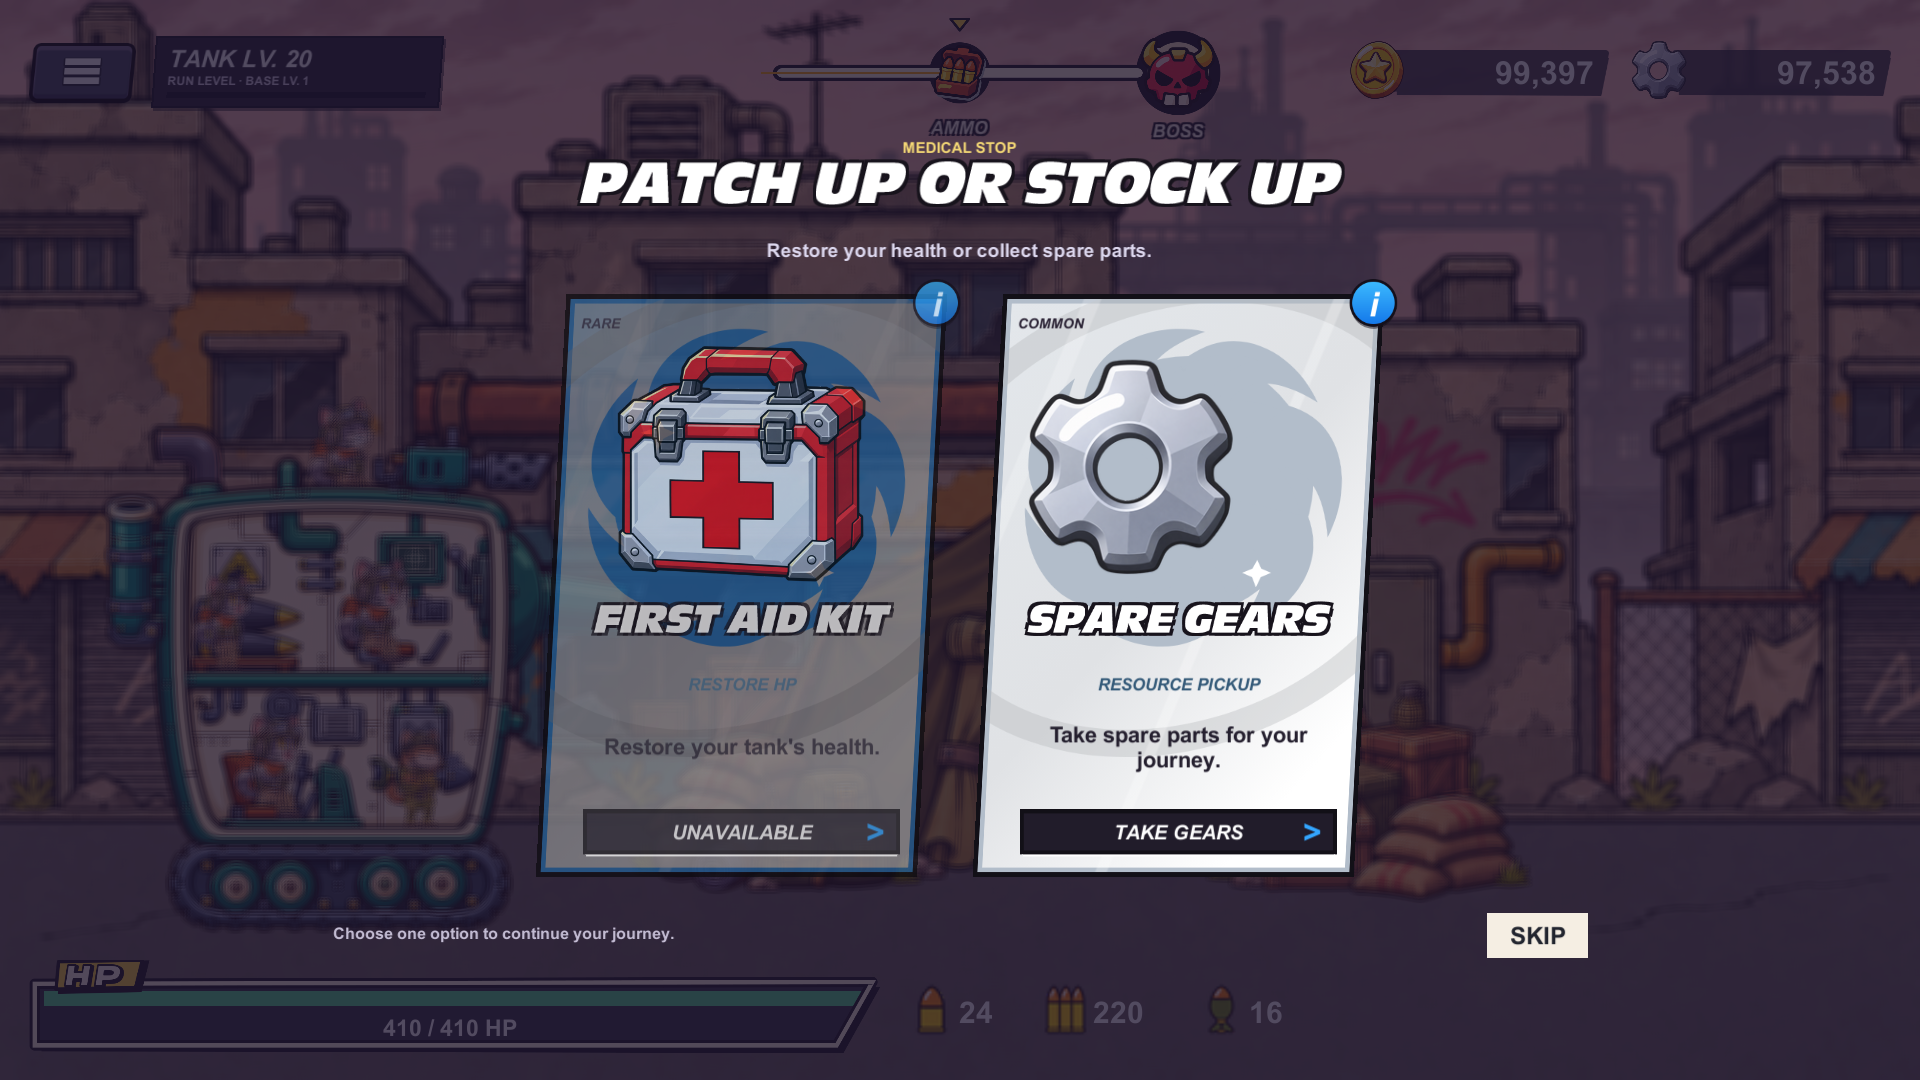 TANK LV. 20
RUN LEVEL · BASE LV. 1
AMMO
BOSS
99,397
97,538
MEDICAL STOP
PATCH UP OR STOCK UP
Restore your health or collect spare parts.
RARE
i
FIRST AID KIT
RESTORE HP
Restore your tank's health.
UNAVAILABLE >
COMMON
i
SPARE GEARS
RESOURCE PICKUP
Take spare parts for your
journey.
TAKE GEARS >
Choose one option to continue your journey.
SKIP
HP
410 / 410 HP
24
220
16